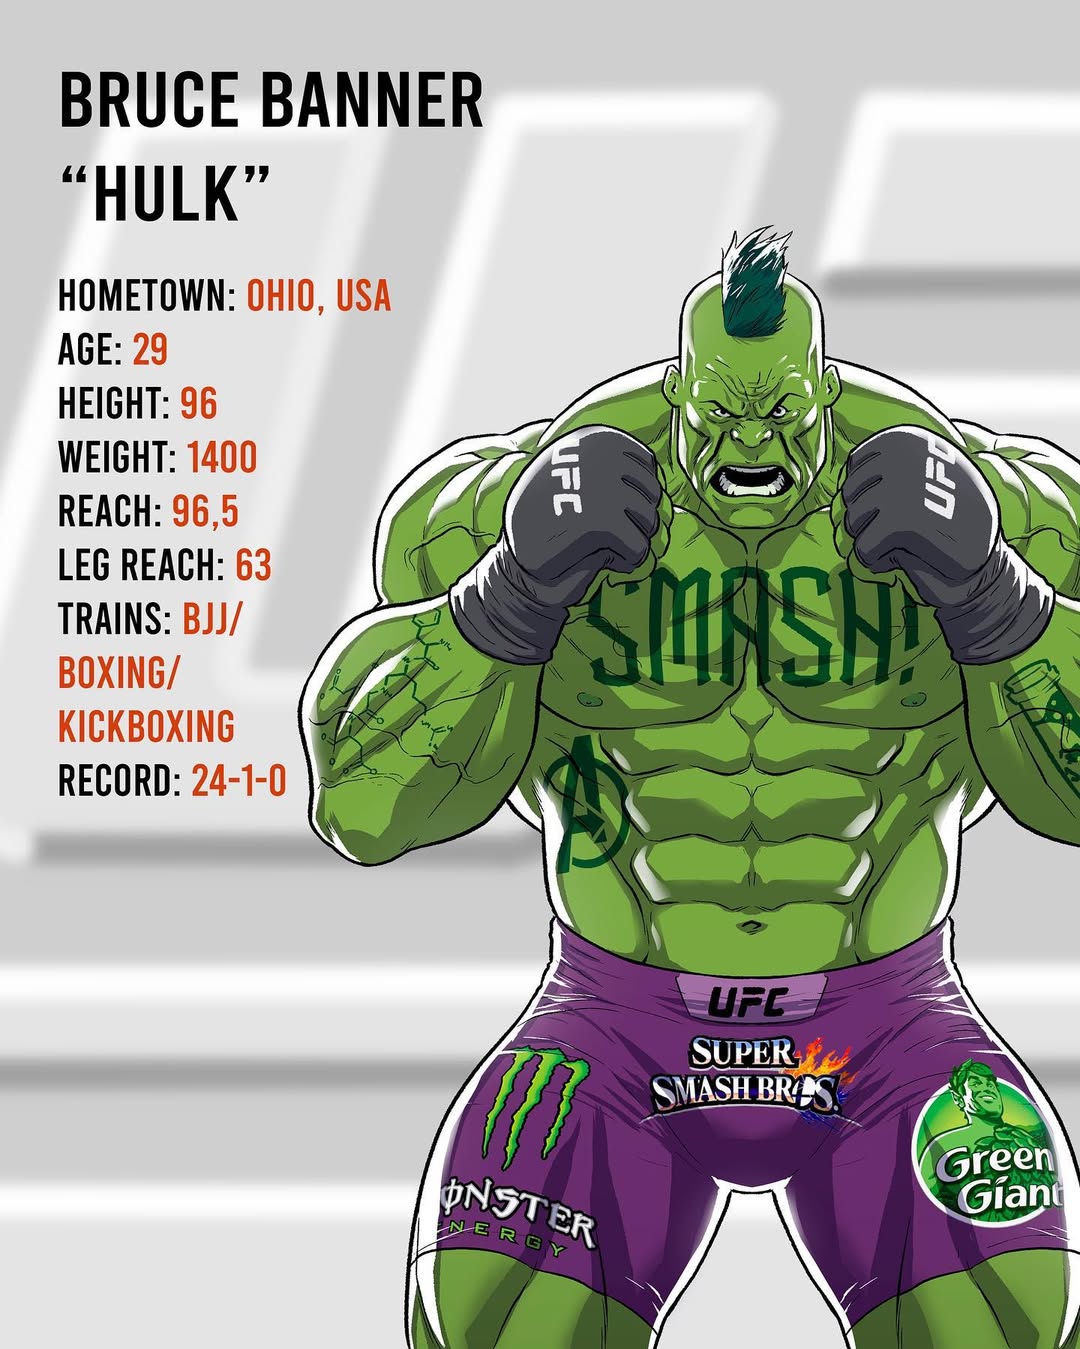 BRUCE BANNER
“HULK”
HOMETOWN: OHIO, USA
AGE: 29
HEIGHT: 96
WEIGHT: 1400
REACH: 96,5
LEG REACH: 63
TRAINS: BJJ/
BOXING/
KICKBOXING
RECORD: 24-1-0
UFC
UFC
SMASH!
UFC
SUPER
SMASH BROS.
MONSTER
ENERGY
Green
Giant